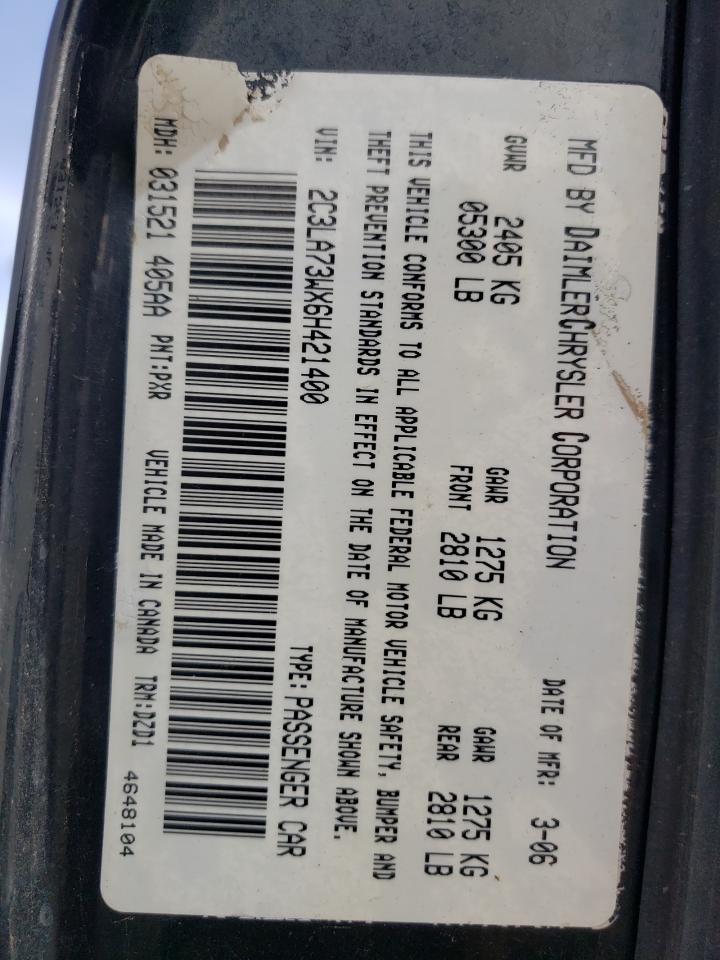 MFD BY DAIMLERCHRYSLER CORPORATION
DATE OF MFR: 3-06
GVWR 2405 KG
05300 LB
GAWR 1275 KG
FRONT 2810 LB
GAWR 1275 KG
REAR 2810 LB
THIS VEHICLE CONFORMS TO ALL APPLICABLE FEDERAL MOTOR VEHICLE SAFETY, BUMPER AND
THEFT PREVENTION STANDARDS IN EFFECT ON THE DATE OF MANUFACTURE SHOWN ABOVE.
VIN: 2C3LA73WX6H421400
TYPE: PASSENGER CAR
MDH: 031521 405AA PNT:PXR VEHICLE MADE IN CANADA TRM:DZD1
4648104